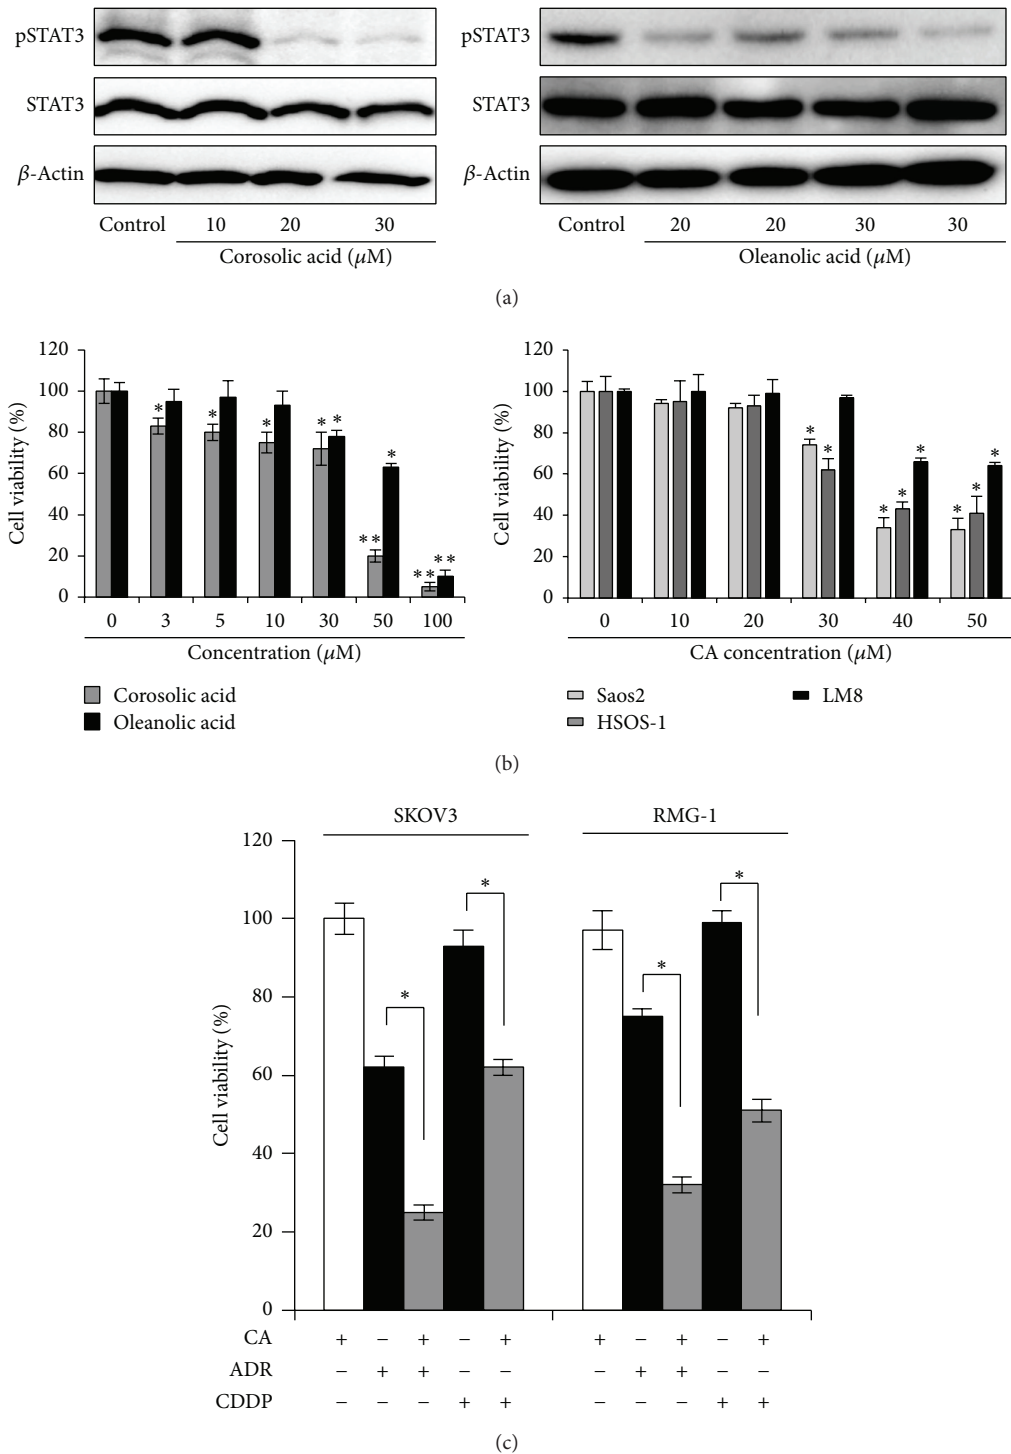 pSTAT3
STAT3
β-Actin
Control 10 20 30
Corosolic acid (μM)
pSTAT3
STAT3
β-Actin
Control 20 20 30 30
Oleanolic acid (μM)
(a)
120
100
80
60
40
20
0
Cell viability (%)
* * * * * * ** ** **
0 3 5 10 30 50 100
Concentration (μM)
Corosolic acid
Oleanolic acid
120
100
80
60
40
20
0
Cell viability (%)
* * * * * * * *
0 10 20 30 40 50
CA concentration (μM)
Saos2
HSOS-1
LM8
(b)
SKOV3 RMG-1
120
100
80
60
40
20
0
Cell viability (%)
* * * *
CA + − + − + + − + − +
ADR − + + − − − + + − −
CDDP − − − + + − − − + +
(c)